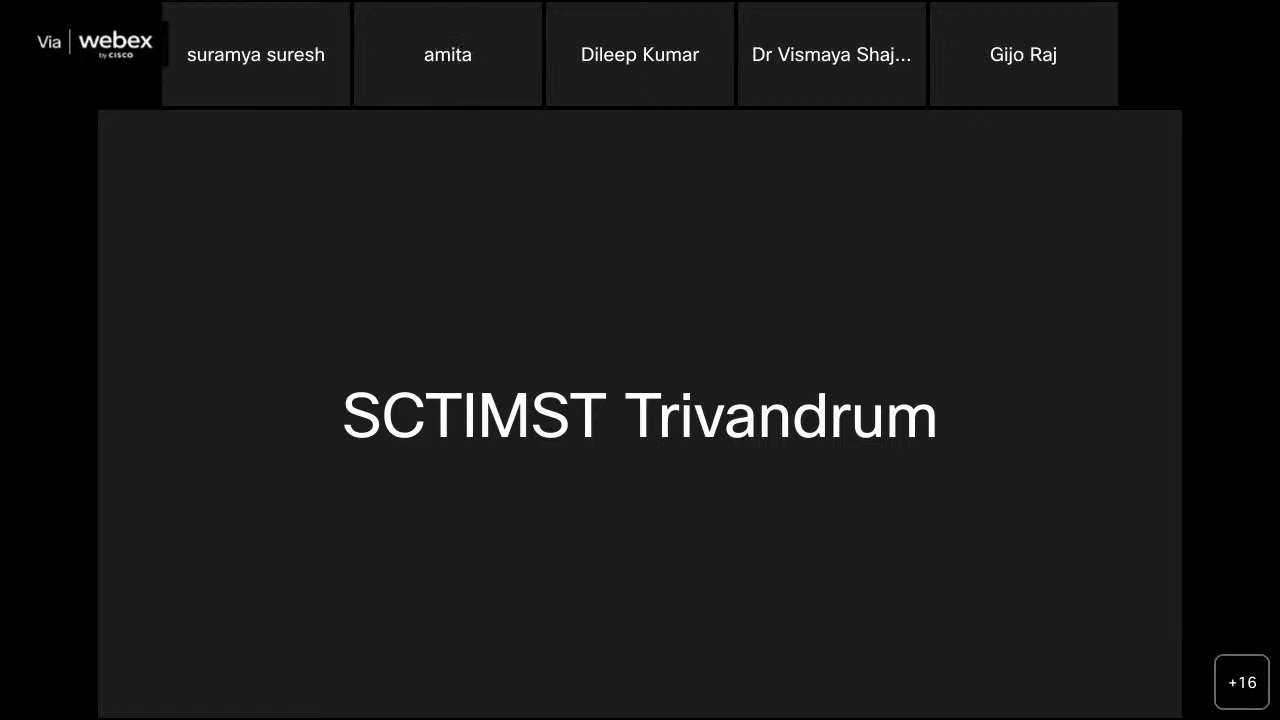 Via | webex
by CISCO
suramya suresh
amita
Dileep Kumar
Dr Vismaya Shaj...
Gijo Raj
SCTIMST Trivandrum
+16